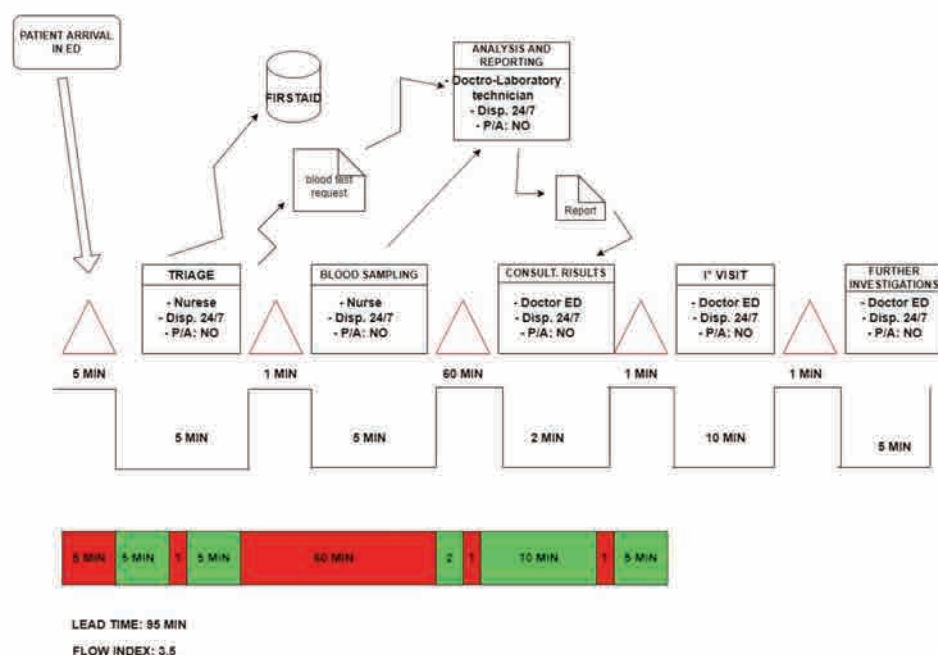 PATIENT ARRIVAL
IN ED
FIRSTAID
blood test
request
ANALYSIS AND
REPORTING
- Doctro-Laboratory
technician
- Disp. 24/7
- P/A: NO
Report
TRIAGE
- Nurese
- Disp. 24/7
- P/A: NO
BLOOD SAMPLING
- Nurse
- Disp. 24/7
- P/A: NO
CONSULT. RISULTS
- Doctor ED
- Disp. 24/7
- P/A: NO
I° VISIT
- Doctor ED
- Disp. 24/7
- P/A: NO
FURTHER
INVESTIGATIONS
- Doctor ED
- Disp. 24/7
- P/A: NO
5 MIN
1 MIN
60 MIN
1 MIN
1 MIN
5 MIN
5 MIN
2 MIN
10 MIN
5 MIN
5 MIN 5 MIN 1 5 MIN 60 MIN 2 1 10 MIN 1 5 MIN
LEAD TIME: 95 MIN
FLOW INDEX: 3.5